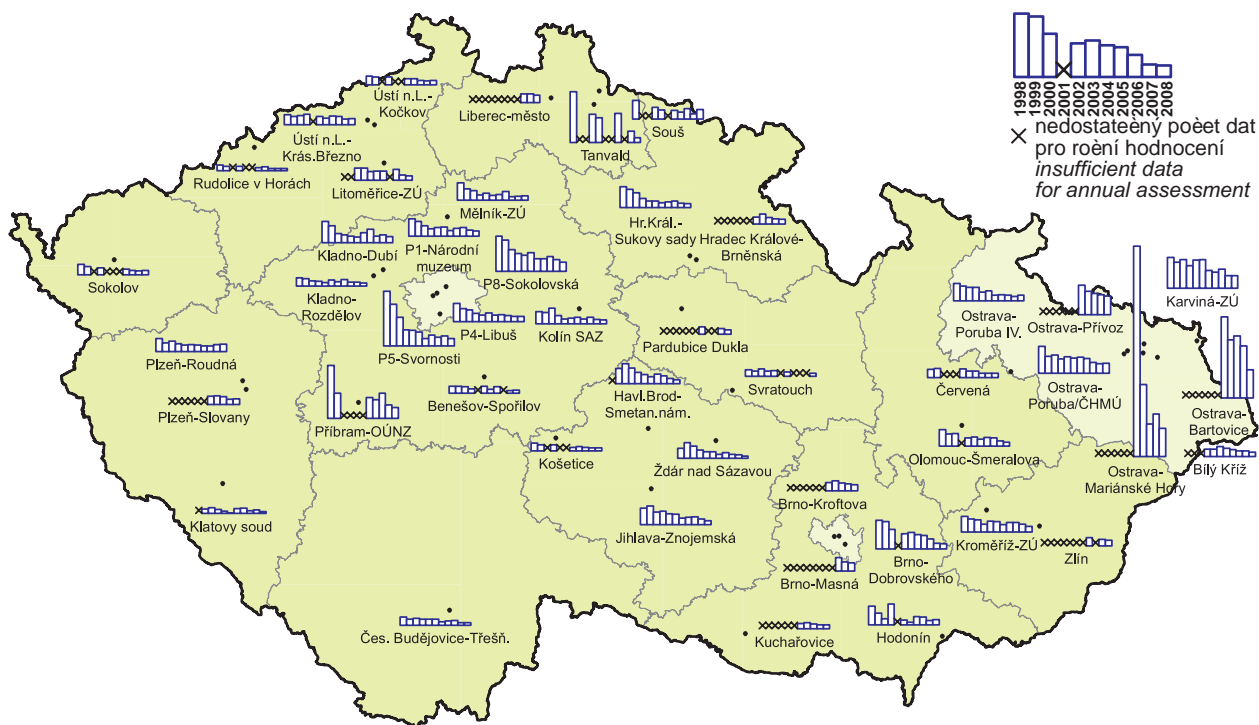 1998
1999
2000
2001
2002
2003
2004
2005
2006
2007
2008
nedostateèný poèet dat
pro roèní hodnocení
insufficient data
for annual assessment
Ústí n.L.-
Kočkov
Liberec-město
Souš
Tanvald
Ústí n.L.-
Krás.Březno
Rudolice v Horách
Litoměřice-ZÚ
Mělník-ZÚ
Hr.Král.-
Sukovy sady
Hradec Králové-
Brněnská
Kladno-Dubí
P1-Národní
muzeum
P8-Sokolovská
Sokolov
Kladno-
Rozdělov
P4-Libuš
Kolín SAZ
P5-Svornosti
Pardubice Dukla
Karviná-ZÚ
Ostrava-
Poruba IV.
Ostrava-Přívoz
Plzeň-Roudná
Plzeň-Slovany
Příbram-OÚNZ
Benešov-Spořilov
Havl.Brod-
Smetan.nám.
Svratouch
Červená
Ostrava-
Poruba/ČHMÚ
Ostrava-
Bartovice
Košetice
Ždár nad Sázavou
Olomouc-Šmeralova
Ostrava-
Mariánské Hory
Bílý Kříž
Klatovy soud
Jihlava-Znojemská
Brno-Kroftova
Brno-Masná
Brno-
Dobrovského
Kroměříž-ZÚ
Zlín
Čes. Budějovice-Třešň.
Kuchařovice
Hodonín